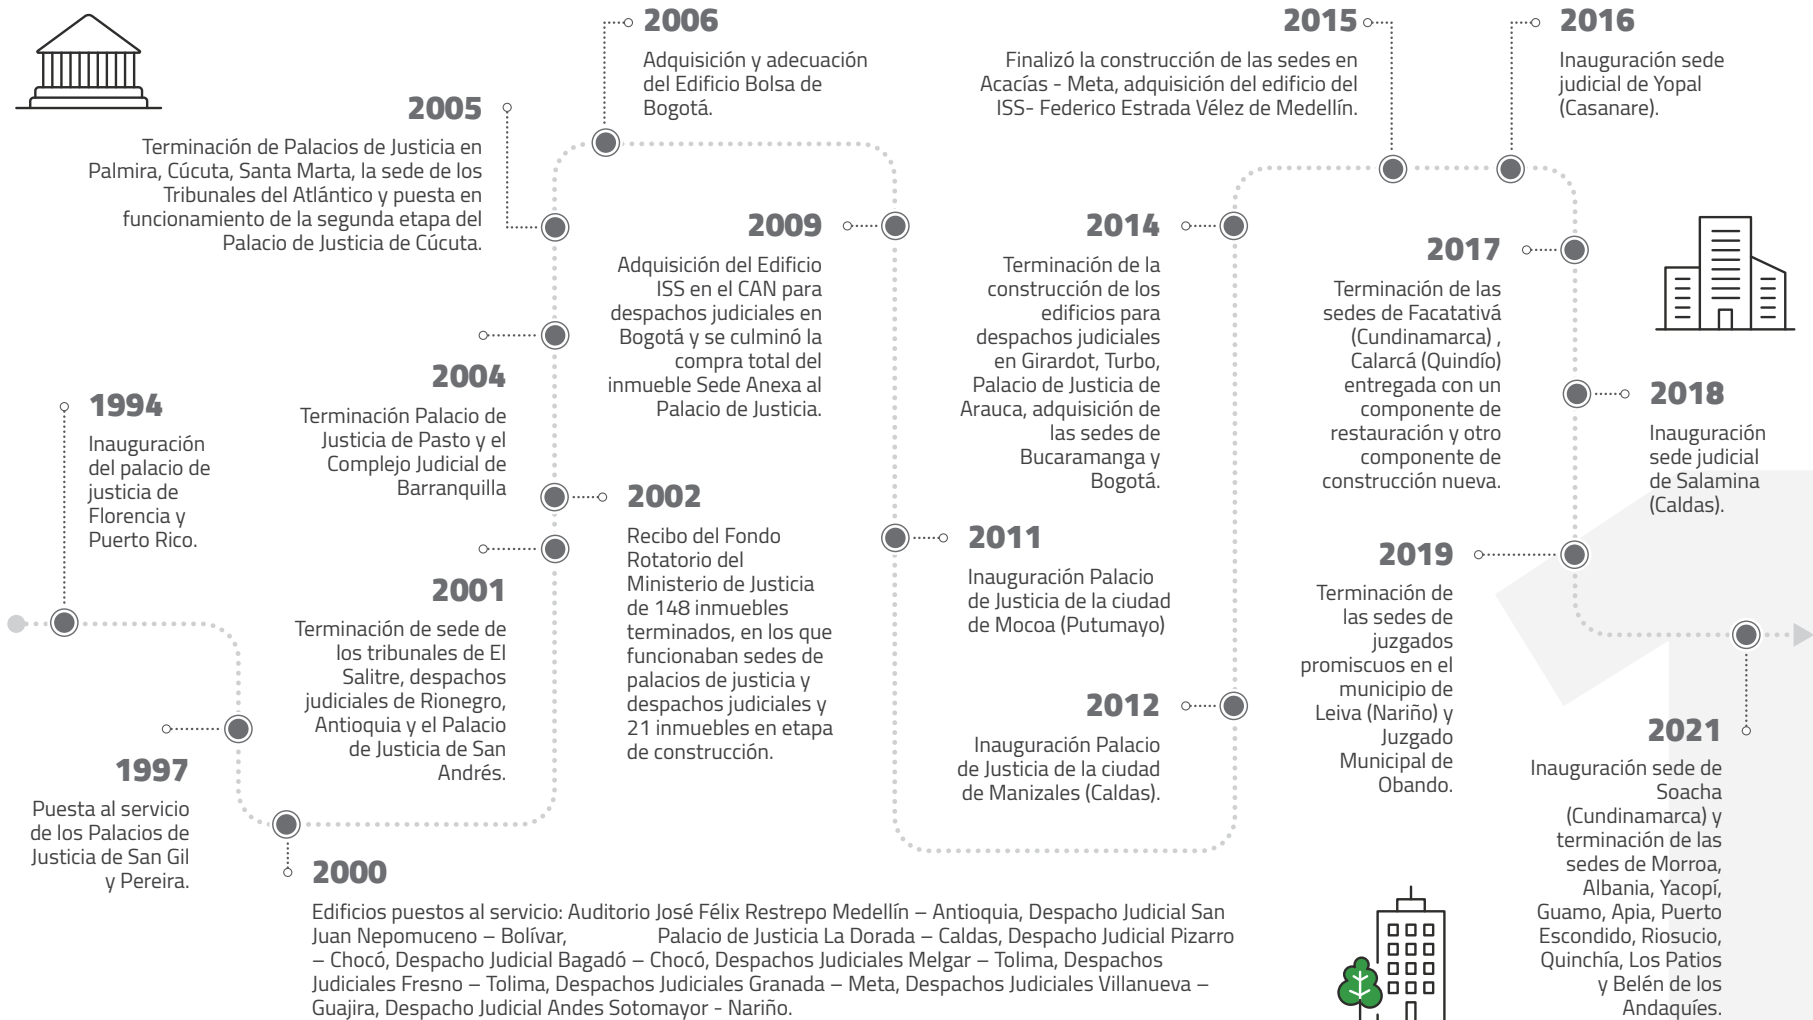 1994
Inauguración
del palacio de
justicia de
Florencia y
Puerto Rico.
1997
Puesta al servicio
de los Palacios de
Justicia de San Gil
y Pereira.
2000
Edificios puestos al servicio: Auditorio José Félix Restrepo Medellín – Antioquia, Despacho Judicial San
Juan Nepomuceno – Bolívar, Palacio de Justicia La Dorada – Caldas, Despacho Judicial Pizarro
– Chocó, Despacho Judicial Bagadó – Chocó, Despachos Judiciales Melgar – Tolima, Despachos
Judiciales Fresno – Tolima, Despachos Judiciales Granada – Meta, Despachos Judiciales Villanueva –
Guajira, Despacho Judicial Andes Sotomayor - Nariño.
2001
Terminación de sede de
los tribunales de El
Salitre, despachos
judiciales de Rionegro,
Antioquia y el Palacio
de Justicia de San
Andrés.
2002
Recibo del Fondo
Rotatorio del
Ministerio de Justicia
de 148 inmuebles
terminados, en los que
funcionaban sedes de
palacios de justicia y
despachos judiciales y
21 inmuebles en etapa
de construcción.
2004
Terminación Palacio de
Justicia de Pasto y el
Complejo Judicial de
Barranquilla
2005
Terminación de Palacios de Justicia en
Palmira, Cúcuta, Santa Marta, la sede de los
Tribunales del Atlántico y puesta en
funcionamiento de la segunda etapa del
Palacio de Justicia de Cúcuta.
2006
Adquisición y adecuación
del Edificio Bolsa de
Bogotá.
2009
Adquisición del Edificio
ISS en el CAN para
despachos judiciales en
Bogotá y se culminó la
compra total del
inmueble Sede Anexa al
Palacio de Justicia.
2011
Inauguración Palacio
de Justicia de la ciudad
de Mocoa (Putumayo)
2012
Inauguración Palacio
de Justicia de la ciudad
de Manizales (Caldas).
2014
Terminación de la
construcción de los
edificios para
despachos judiciales
en Girardot, Turbo,
Palacio de Justicia de
Arauca, adquisición de
las sedes de
Bucaramanga y
Bogotá.
2015
Finalizó la construcción de las sedes en
Acacías - Meta, adquisición del edificio del
ISS- Federico Estrada Vélez de Medellín.
2016
Inauguración sede
judicial de Yopal
(Casanare).
2017
Terminación de las
sedes de Facatativá
(Cundinamarca) ,
Calarcá (Quindío)
entregada con un
componente de
restauración y otro
componente de
construcción nueva.
2018
Inauguración
sede judicial
de Salamina
(Caldas).
2019
Terminación de
las sedes de
juzgados
promiscuos en el
municipio de
Leiva (Nariño) y
Juzgado
Municipal de
Obando.
2021
Inauguración sede de
Soacha
(Cundinamarca) y
terminación de las
sedes de Morroa,
Albania, Yacopí,
Guamo, Apia, Puerto
Escondido, Riosucio,
Quinchía, Los Patios
y Belén de los
Andaquíes.